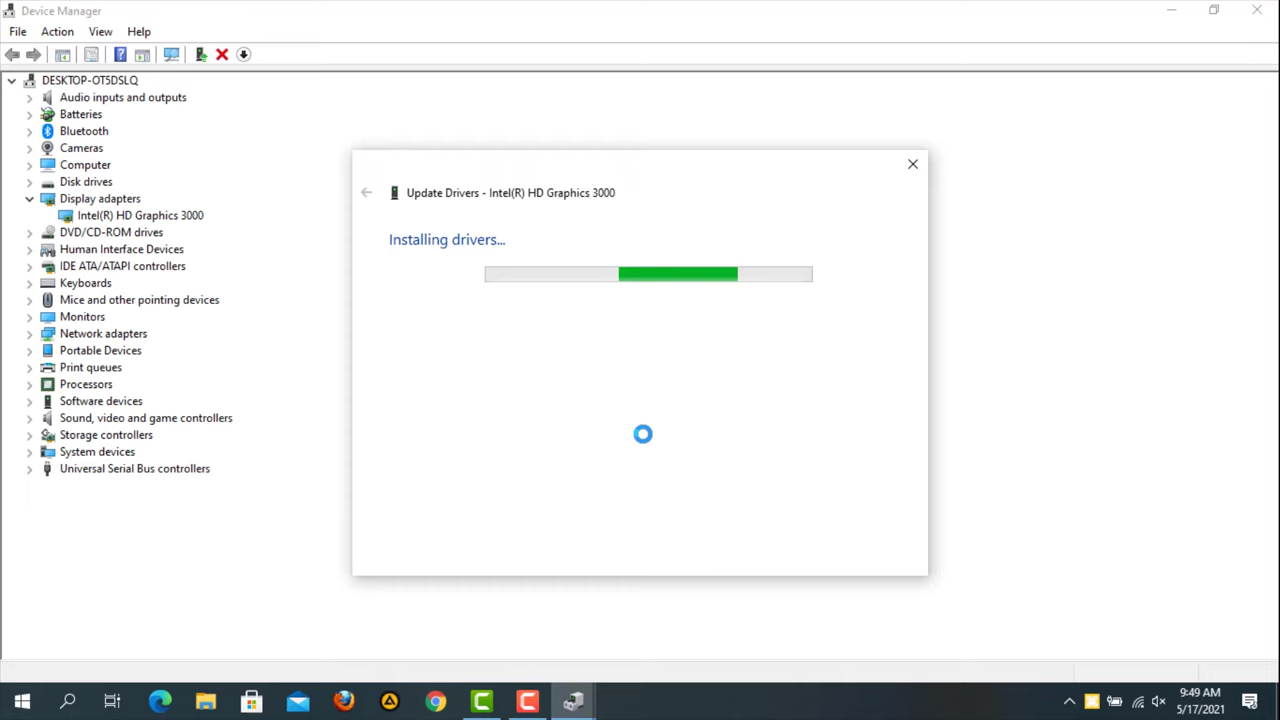 Device Manager
File Action View Help
DESKTOP-OT5DSLQ
Audio inputs and outputs
Batteries
Bluetooth
Cameras
Computer
Disk drives
Display adapters
Intel(R) HD Graphics 3000
DVD/CD-ROM drives
Human Interface Devices
IDE ATA/ATAPI controllers
Keyboards
Mice and other pointing devices
Monitors
Network adapters
Portable Devices
Print queues
Processors
Software devices
Sound, video and game controllers
Storage controllers
System devices
Universal Serial Bus controllers
Update Drivers - Intel(R) HD Graphics 3000
Installing drivers...
9:49 AM
5/17/2021